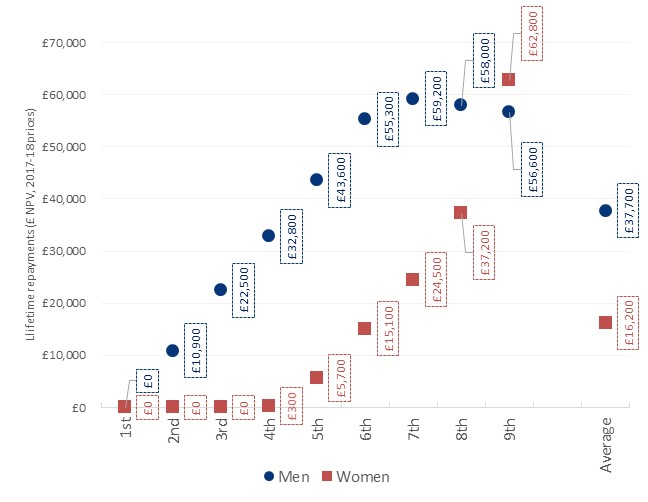 Llifetime repayments (£ NPV, 2017-18 prices)
£70,000
£60,000
£50,000
£40,000
£30,000
£20,000
£10,000
£0
£0
£10,900
£22,500
£32,800
£43,600
£55,300
£59,200
£58,000
£56,600
£37,700
£0
£0
£0
£300
£5,700
£15,100
£24,500
£37,200
£62,800
£16,200
1st
2nd
3rd
4th
5th
6th
7th
8th
9th
Average
Men
Women